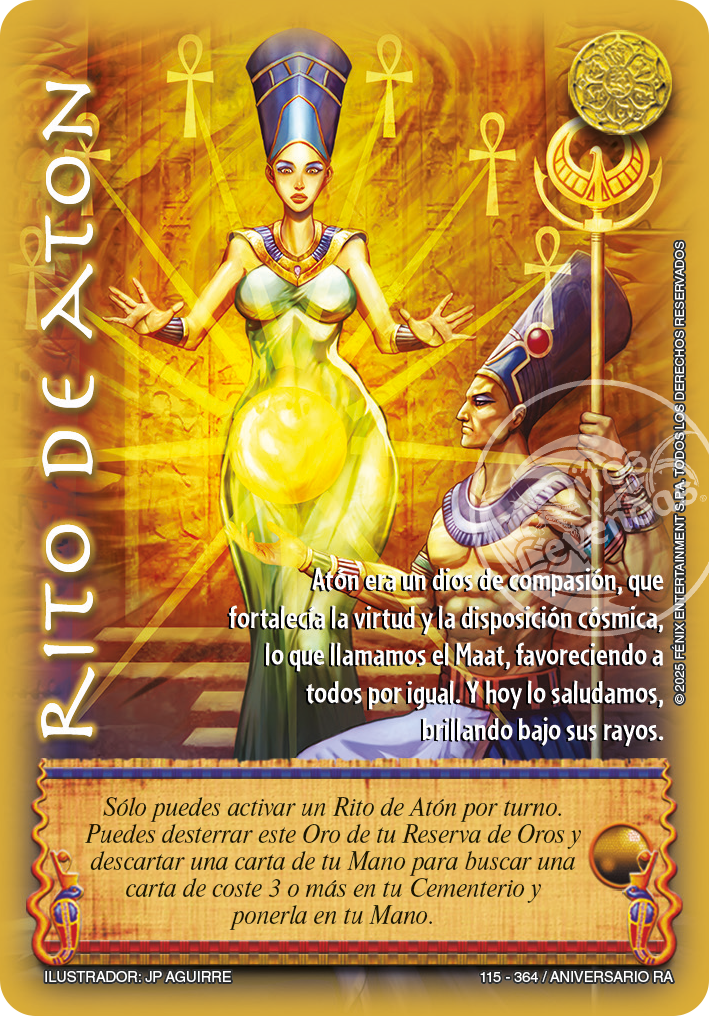 RITO DE ATON
Atón era un dios de compasión, que
fortalecía la virtud y la disposición cósmica,
lo que llamamos el Maat, favoreciendo a
todos por igual. Y hoy lo saludamos,
brillando bajo sus rayos.
© 2025 FÉNIX ENTERTAINMENT S.P.A. TODOS LOS DERECHOS RESERVADOS
Sólo puedes activar un Rito de Atón por turno.
Puedes desterrar este Oro de tu Reserva de Oros y
descartar una carta de tu Mano para buscar una
carta de coste 3 o más en tu Cementerio y
ponerla en tu Mano.
ILUSTRADOR: JP AGUIRRE
115 - 364 / ANIVERSARIO RA